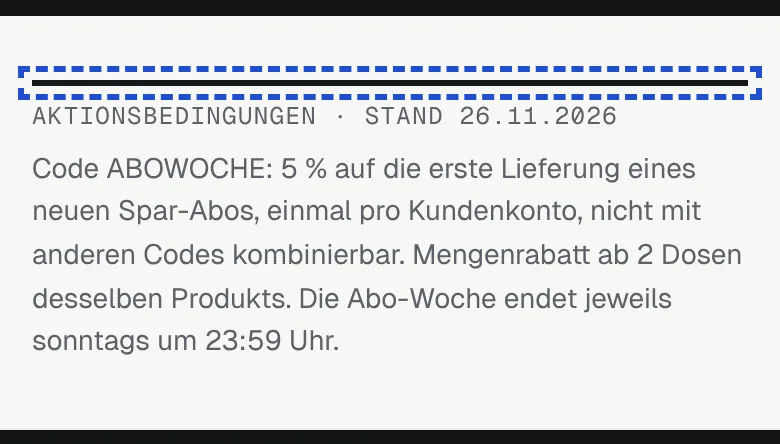 AKTIONSBEDINGUNGEN · STAND 26.11.2026
Code ABOWOCHE: 5 % auf die erste Lieferung eines
neuen Spar-Abos, einmal pro Kundenkonto, nicht mit
anderen Codes kombinierbar. Mengenrabatt ab 2 Dosen
desselben Produkts. Die Abo-Woche endet jeweils
sonntags um 23:59 Uhr.